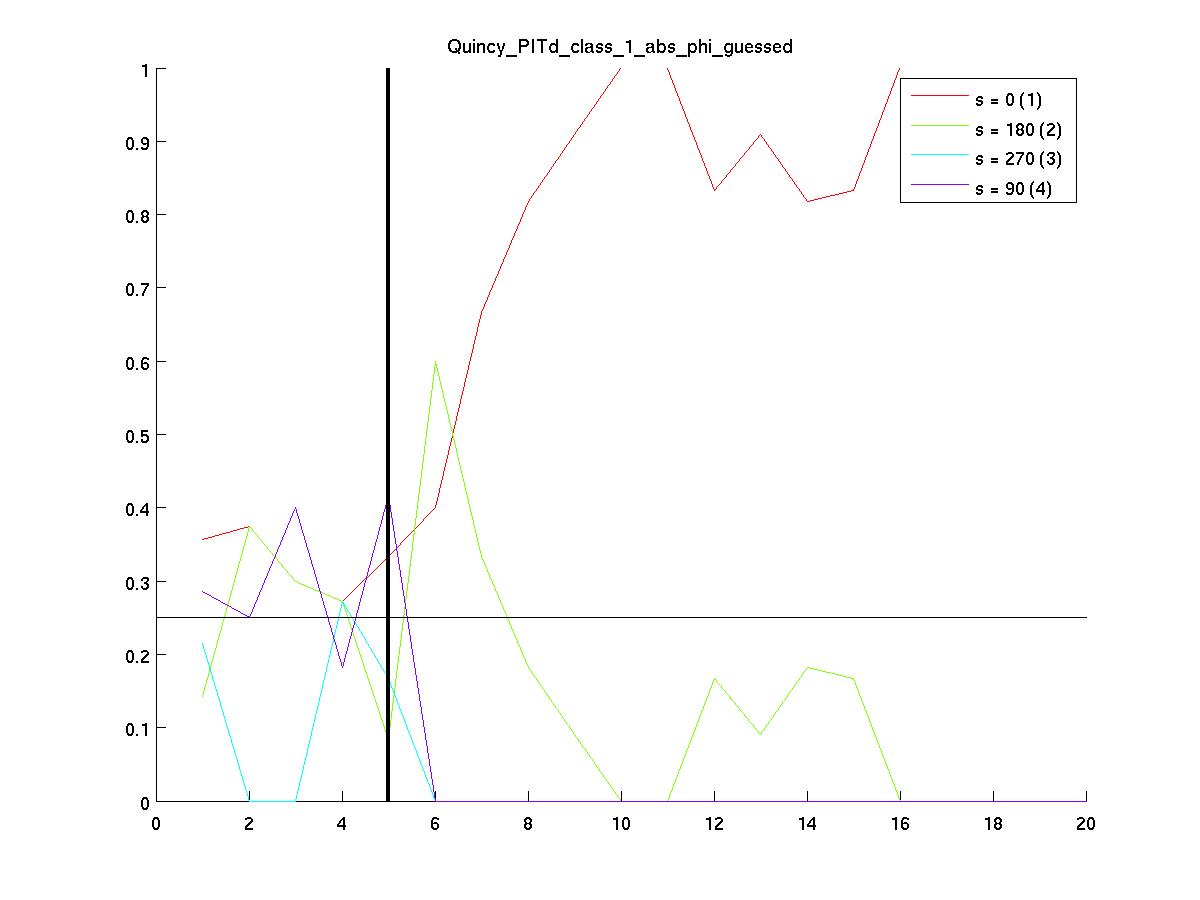 Quincy_PITd_class_1_abs_phi_guessed
1
0.9
0.8
0.7
0.6
0.5
0.4
0.3
0.2
0.1
0
s = 0 (1)
s = 180 (2)
s = 270 (3)
s = 90 (4)
0 2 4 6 8 10 12 14 16 18 20